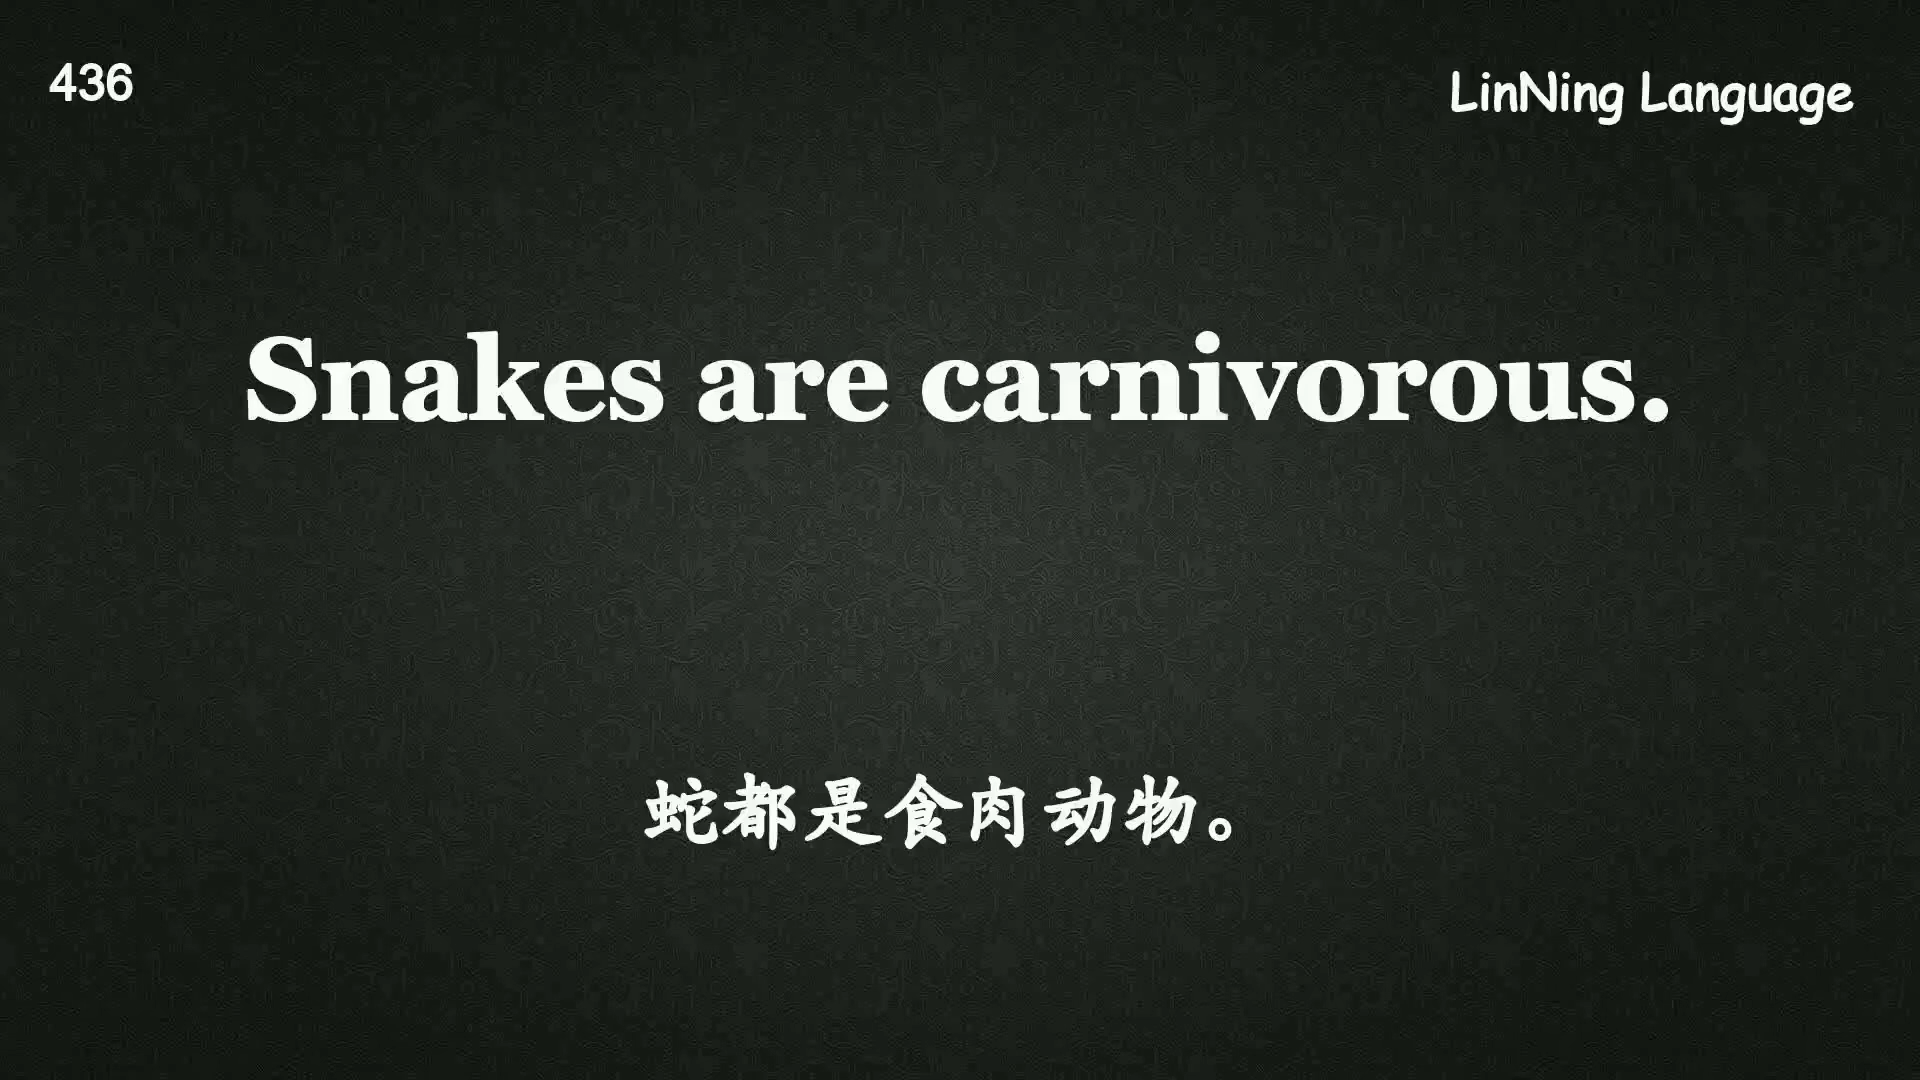 436
LinNing Language
Snakes are carnivorous.
蛇都是食肉动物。